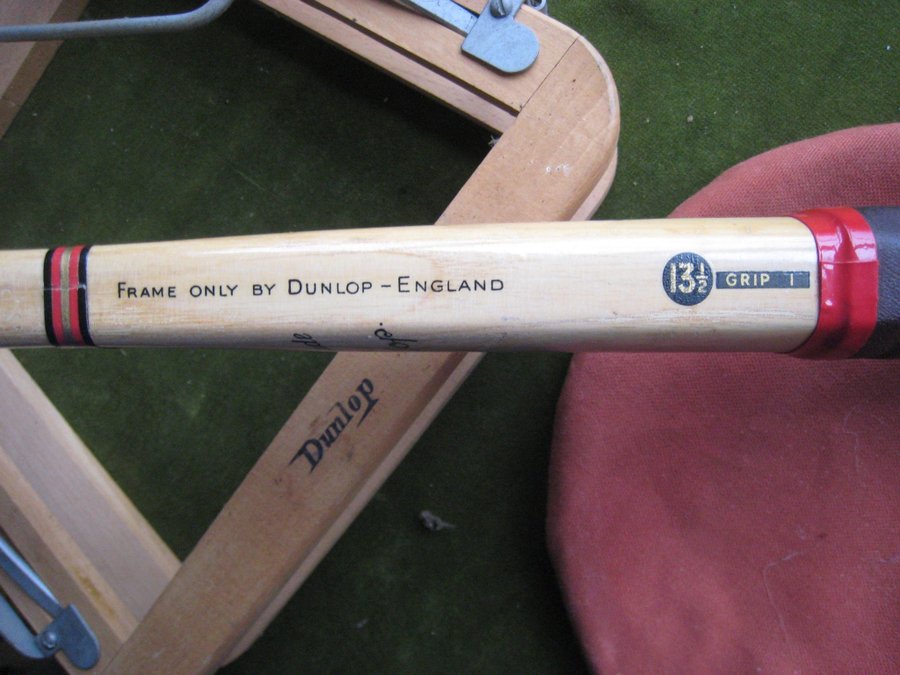 FRAME ONLY BY DUNLOP - ENGLAND
13½ GRIP 1
Dunlop